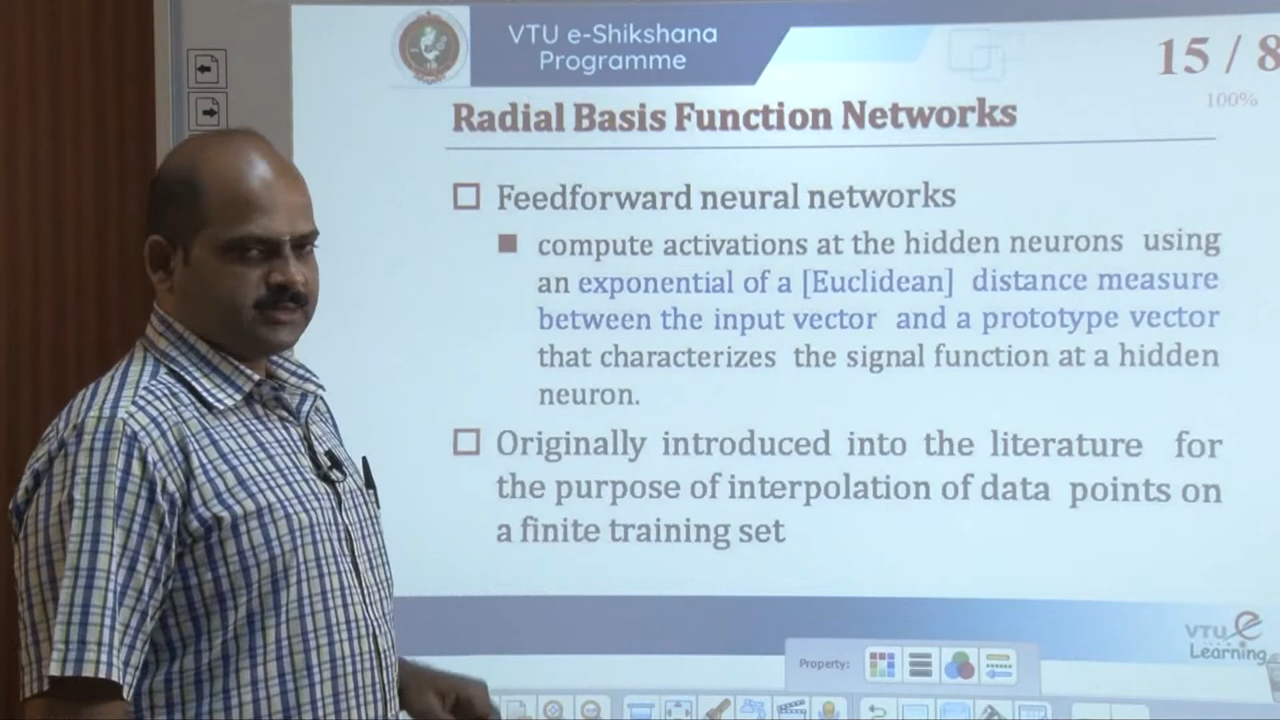 VTU e-Shikshana
Programme
15 / 8
100%
Radial Basis Function Networks
Feedforward neural networks
compute activations at the hidden neurons using
an exponential of a [Euclidean] distance measure
between the input vector and a prototype vector
that characterizes the signal function at a hidden
neuron.
Originally introduced into the literature for
the purpose of interpolation of data points on
a finite training set
VTU e
Learning
Property: